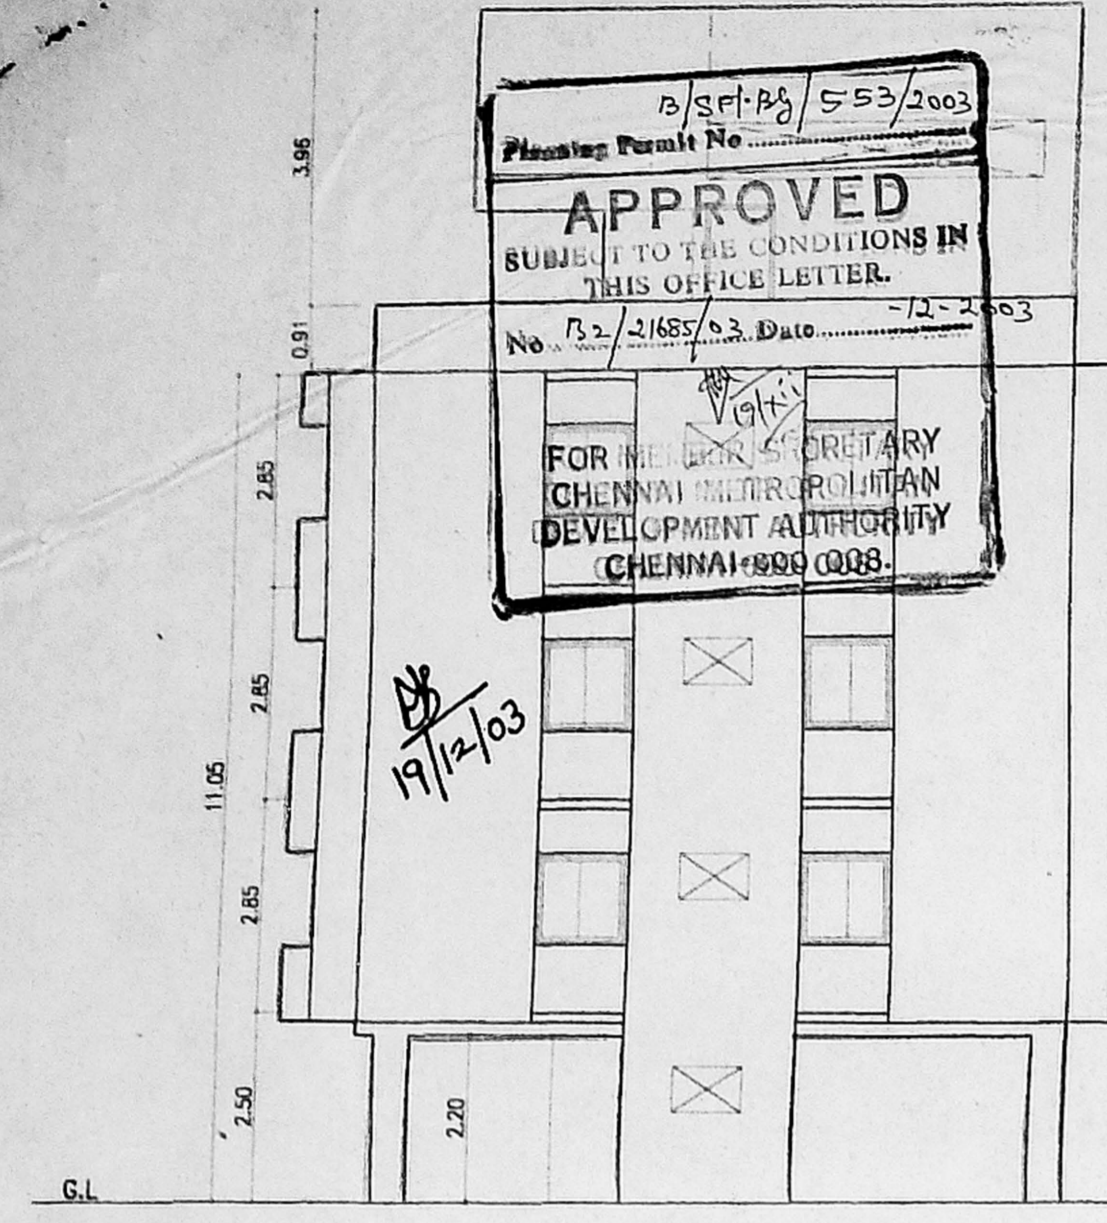 B/SPL.BG/553/2003
Planning Permit No
APPROVED
SUBJECT TO THE CONDITIONS IN
THIS OFFICE LETTER.
No B2/21685/03 Date -12-2003
19/xii
FOR MEMBER SECRETARY
CHENNAI METROPOLITAN
DEVELOPMENT AUTHORITY
CHENNAI-600 008.
3.96
0.91
2.85
2.85
19/12/03
11.05
2.85
2.50
2.20
G.L